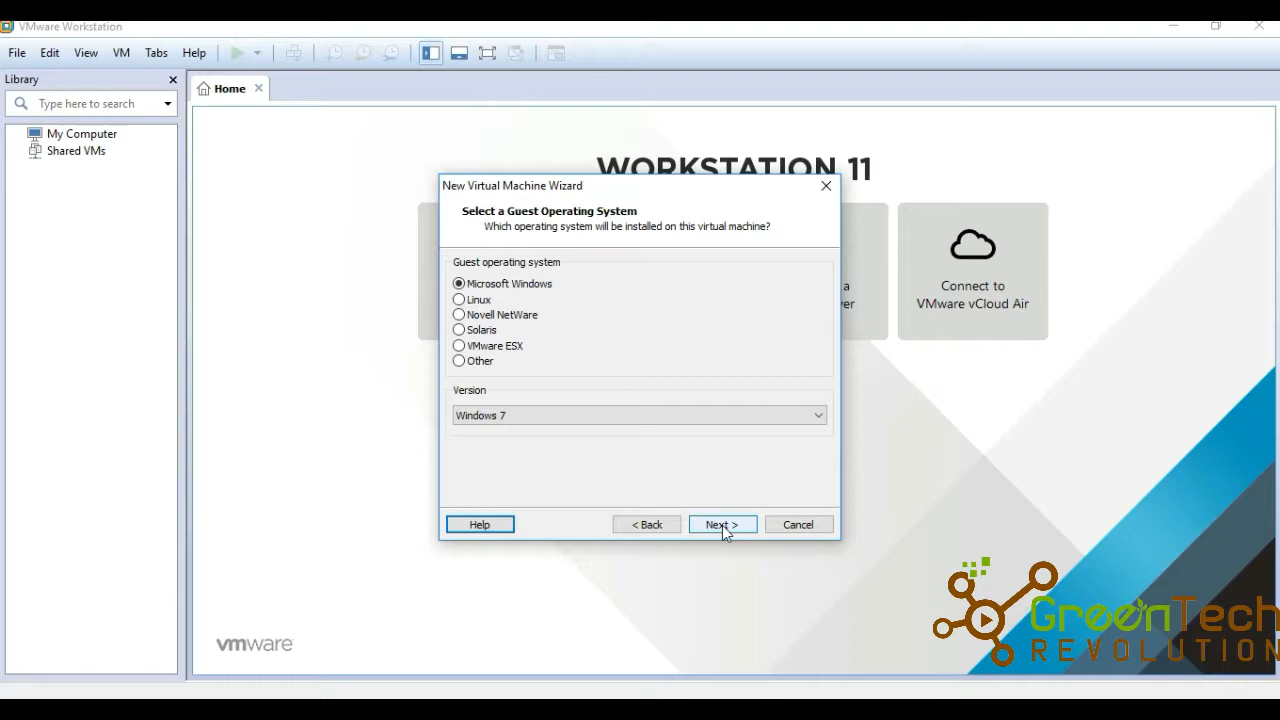 VMware Workstation
File Edit View VM Tabs Help
Library
Type here to search
My Computer
Shared VMs
Home
WORKSTATION 11
New Virtual Machine Wizard
Select a Guest Operating System
Which operating system will be installed on this virtual machine?
Guest operating system
Microsoft Windows
Linux
Novell NetWare
Solaris
VMware ESX
Other
Version
Windows 7
Help
< Back
Next >
Cancel
a
ver
Connect to
VMware vCloud Air
vmware
GreenTech
REVOLUTION